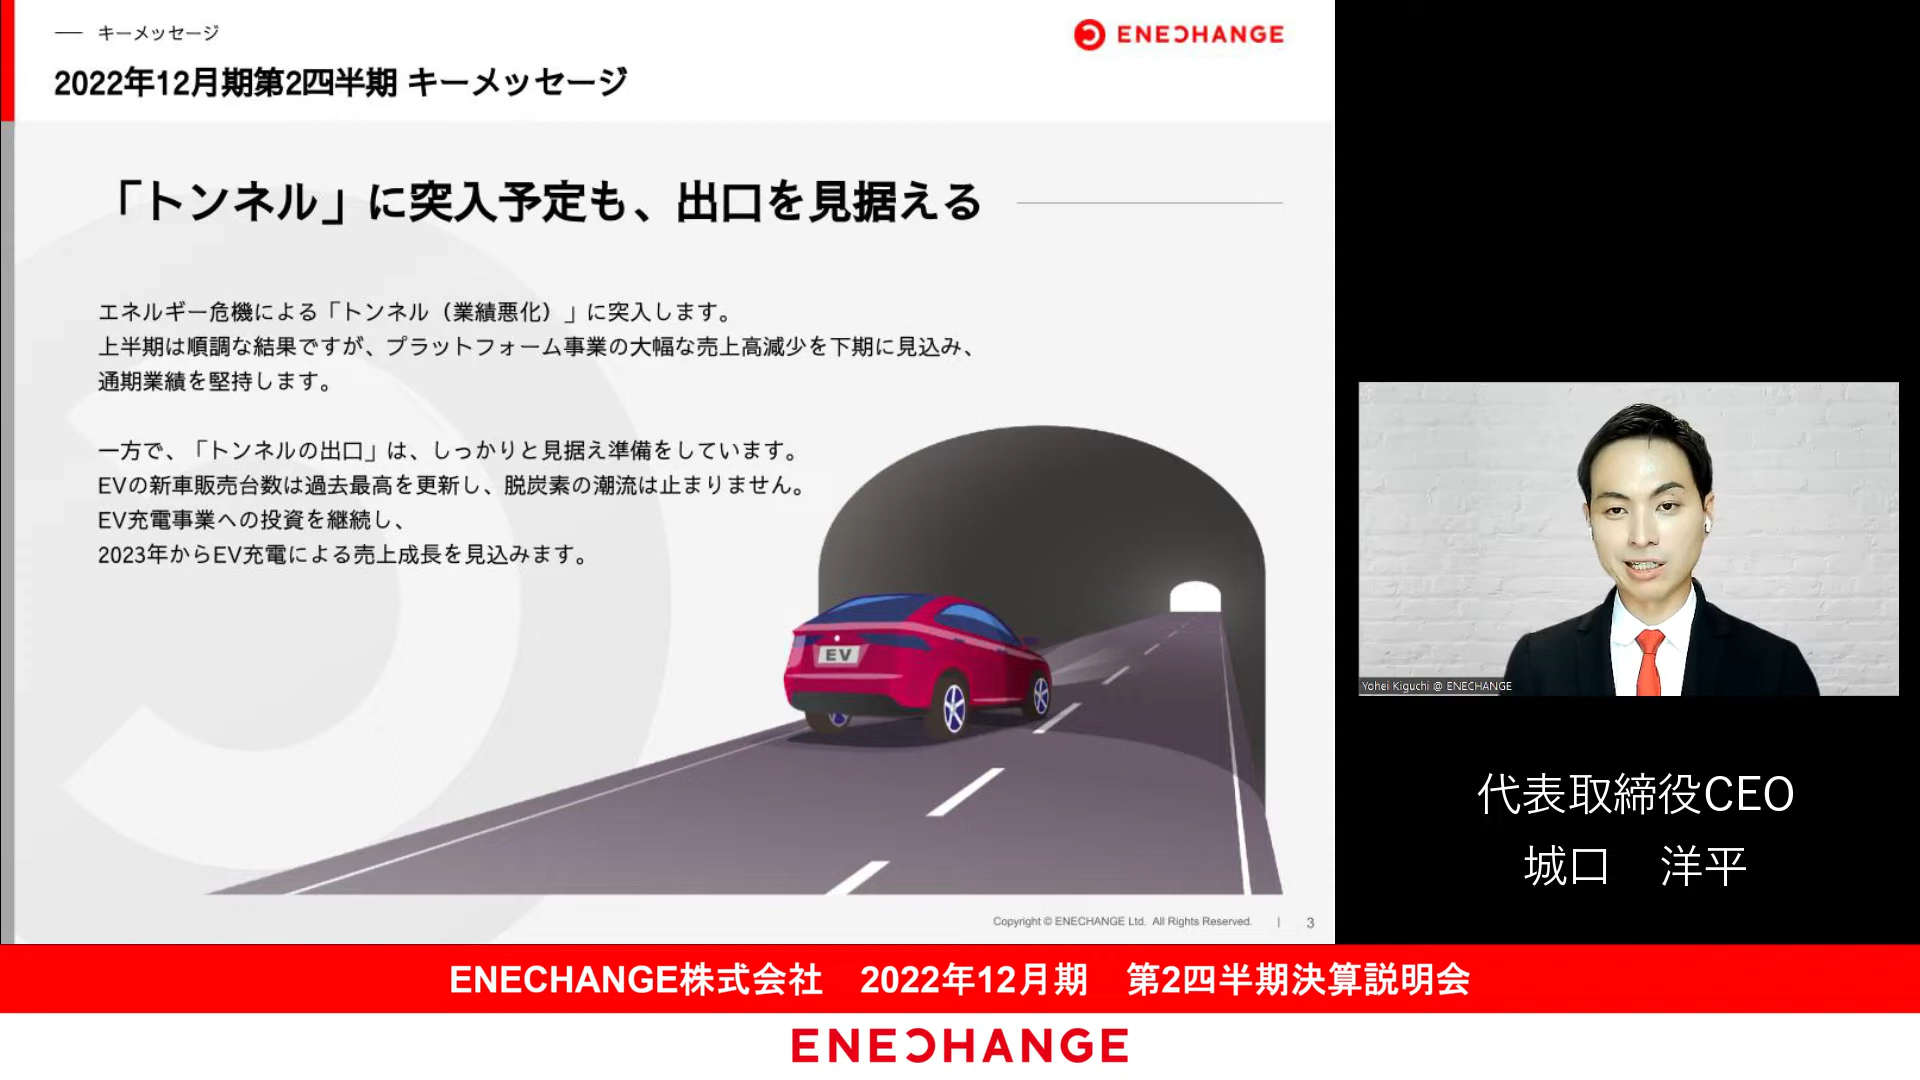 キーメッセージ
ENECHANGE
2022年12月期第2四半期 キーメッセージ
「トンネル」に突入予定も、出口を見据える
エネルギー危機による「トンネル（業績悪化）」に突入します。
上半期は順調な結果ですが、プラットフォーム事業の大幅な売上高減少を下期に見込み、
通期業績を堅持します。
一方で、「トンネルの出口」は、しっかりと見据え準備をしています。
EVの新車販売台数は過去最高を更新し、脱炭素の潮流は止まりません。
EV充電事業への投資を継続し、
2023年からEV充電による売上成長を見込みます。
EV
Copyright © ENECHANGE Ltd. All Rights Reserved. | 3
Yohei Kiguchi @ ENECHANGE
代表取締役CEO
城口 洋平
ENECHANGE株式会社 2022年12月期 第2四半期決算説明会
ENECHANGE